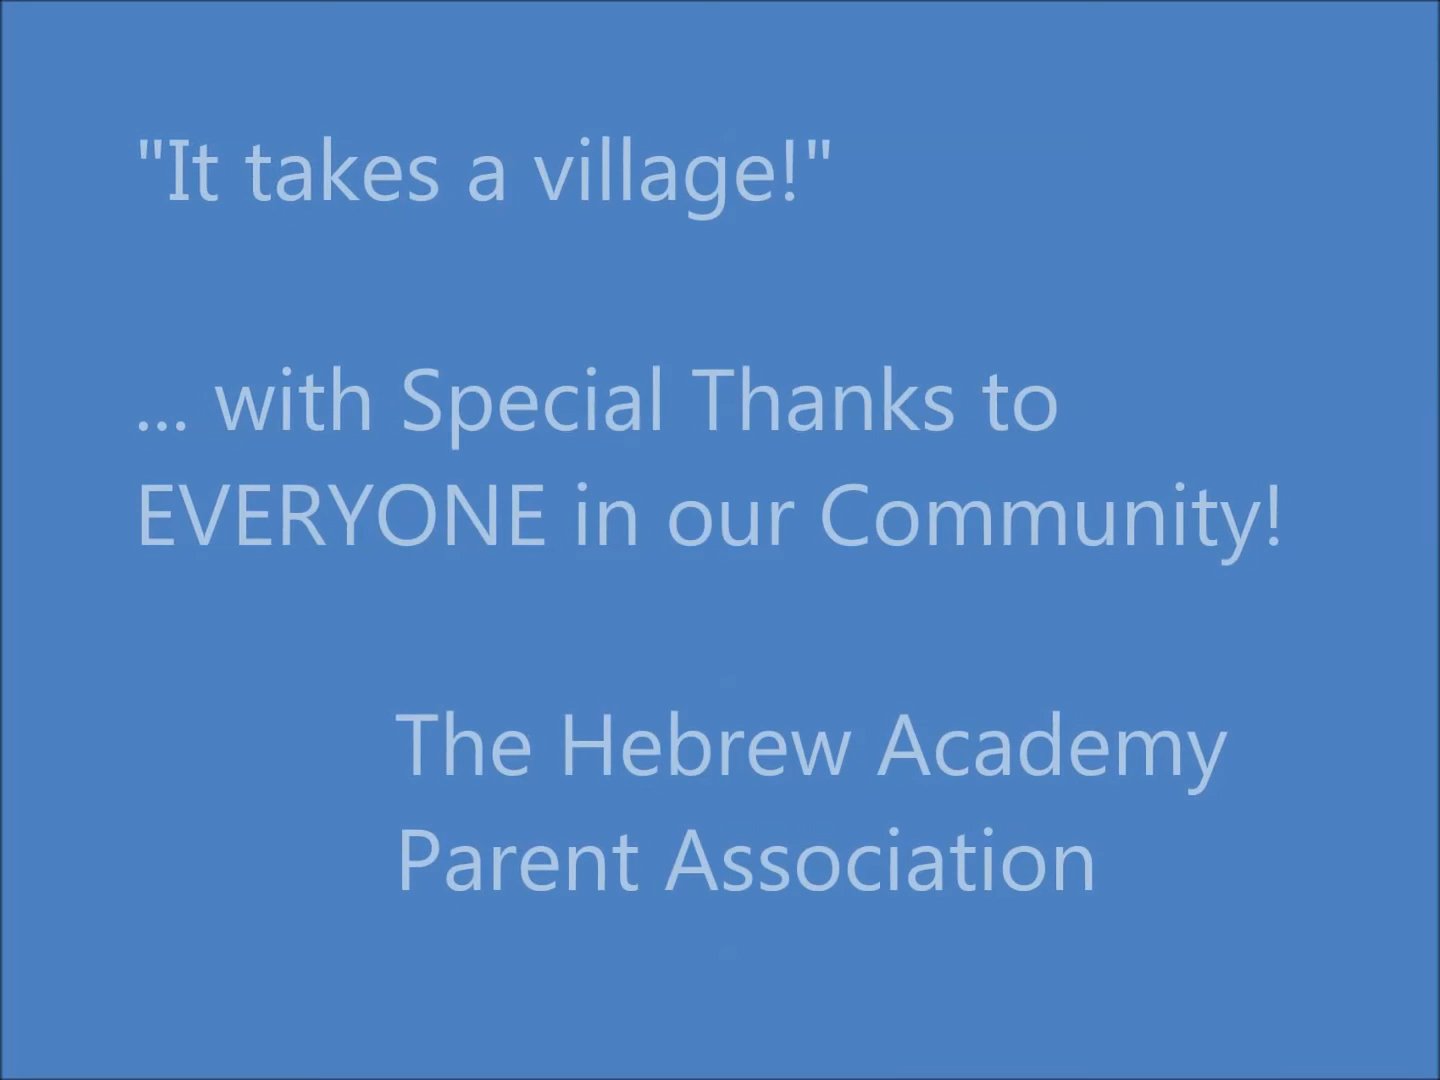 "It takes a village!"
... with Special Thanks to
EVERYONE in our Community!
The Hebrew Academy
Parent Association